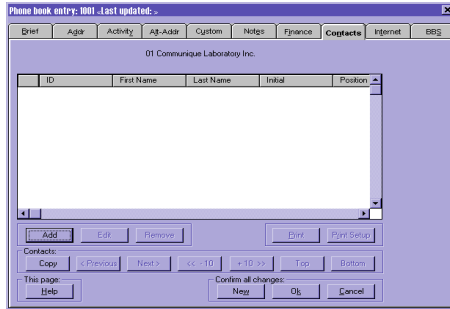 Phone book entry: 1001 .:Last updated: »
Brief Addr Activity Alt-Addr Custom Notes Finance Contacts Internet BBS
01 Communique Laboratory Inc.
ID First Name Last Name Initial Position
Add Edit Remove Print Print Setup
Contacts:
Copy < Previous Next > << - 10 + 10 >> Top Bottom
This page: Confirm all changes:
Help New Ok Cancel